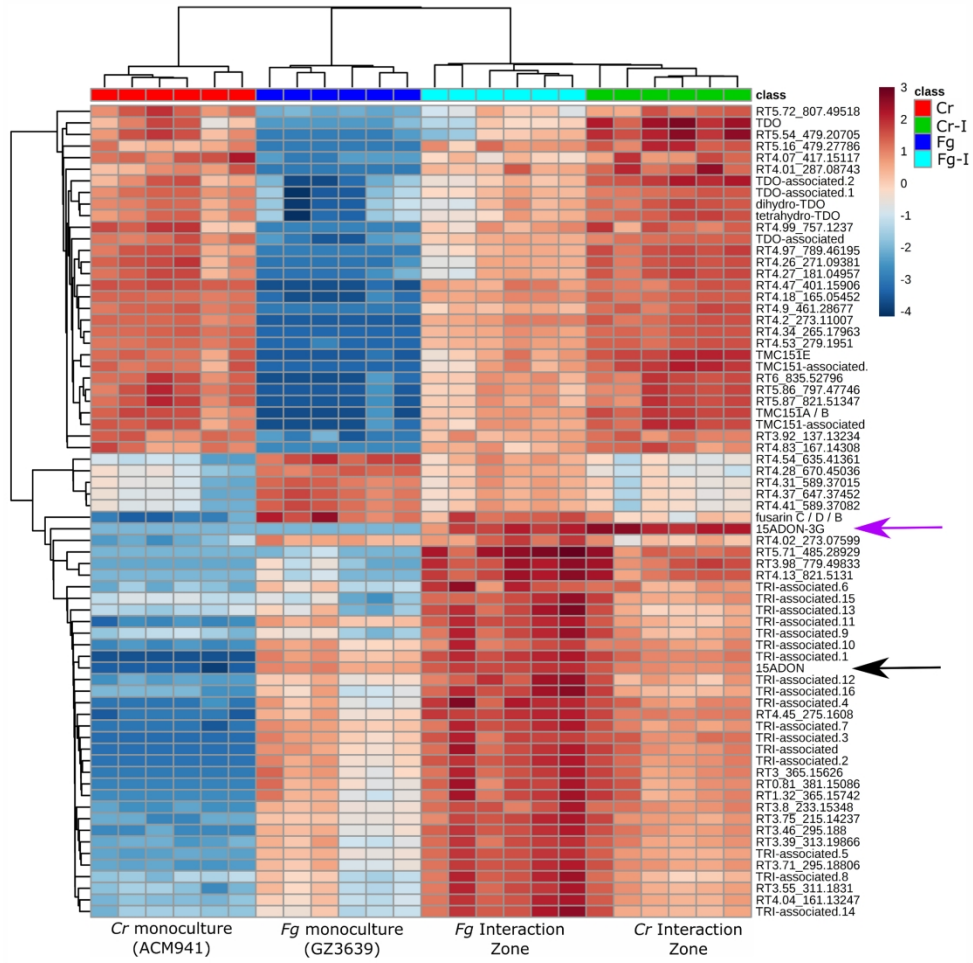 class
RT5.72_807.49518
TDO
RT5.54_479.20705
RT5.16_479.27786
RT4.07_417.15117
RT4.01_287.08743
TDO-associated.2
TDO-associated.1
dihydro-TDO
tetrahydro-TDO
RT4.99_757.1237
TDO-associated
RT4.97_789.46195
RT4.26_271.09381
RT4.27_181.04957
RT4.47_401.15906
RT4.18_165.05452
RT4.9_461.28677
RT4.2_273.11007
RT4.34_265.17963
RT4.53_279.1951
TMC151E
TMC151-associated.
RT6_835.52796
RT5.86_797.47746
RT5.87_821.51347
TMC151A / B
TMC151-associated
RT3.92_137.13234
RT4.83_167.14308
RT4.54_635.41361
RT4.28_670.45036
RT4.31_589.37015
RT4.37_647.37452
RT4.41_589.37082
fusarin C / D / B
15ADON-3G
RT4.02_273.07599
RT5.71_485.28929
RT3.98_779.49833
RT4.13_821.5131
TRI-associated.6
TRI-associated.15
TRI-associated.13
TRI-associated.11
TRI-associated.9
TRI-associated.10
TRI-associated.1
15ADON
TRI-associated.12
TRI-associated.16
TRI-associated.4
RT4.45_275.1608
TRI-associated.7
TRI-associated.3
TRI-associated
TRI-associated.2
RT3_365.15626
RT0.81_381.15086
RT1.32_365.15742
RT3.8_233.15348
RT3.75_215.14237
RT3.46_295.188
RT3.39_313.19866
TRI-associated.5
RT3.71_295.18806
TRI-associated.8
RT3.55_311.1831
RT4.04_161.13247
TRI-associated.14
3
2
1
0
-1
-2
-3
-4
class
Cr
Cr-I
Fg
Fg-I
Cr monoculture
(ACM941)
Fg monoculture
(GZ3639)
Fg Interaction
Zone
Cr Interaction
Zone